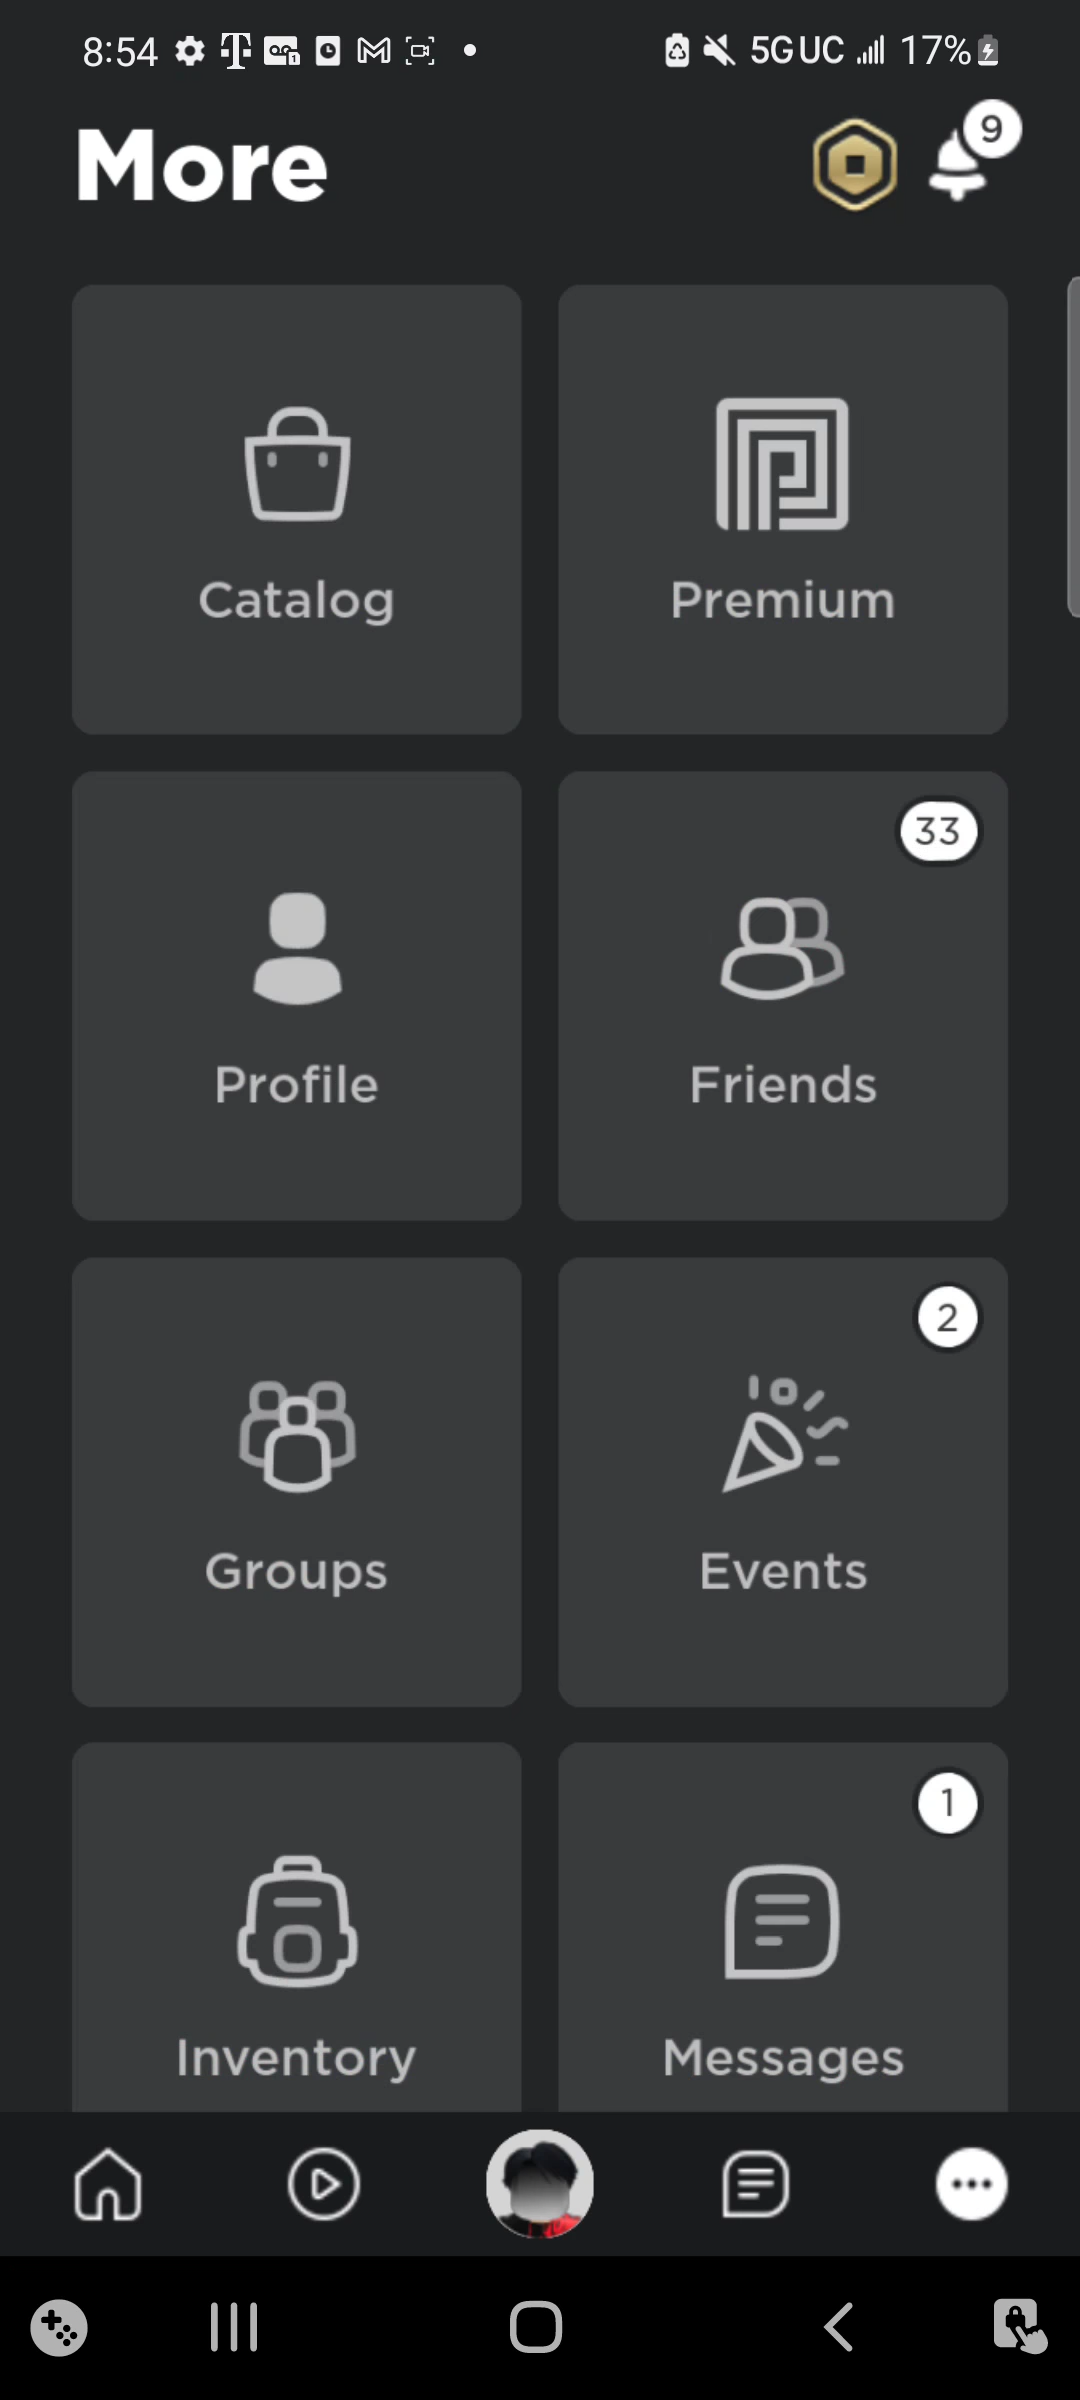 8:54 5G UC 17%
More 9
Catalog Premium
33
Profile Friends
2
Groups Events
1
Inventory Messages